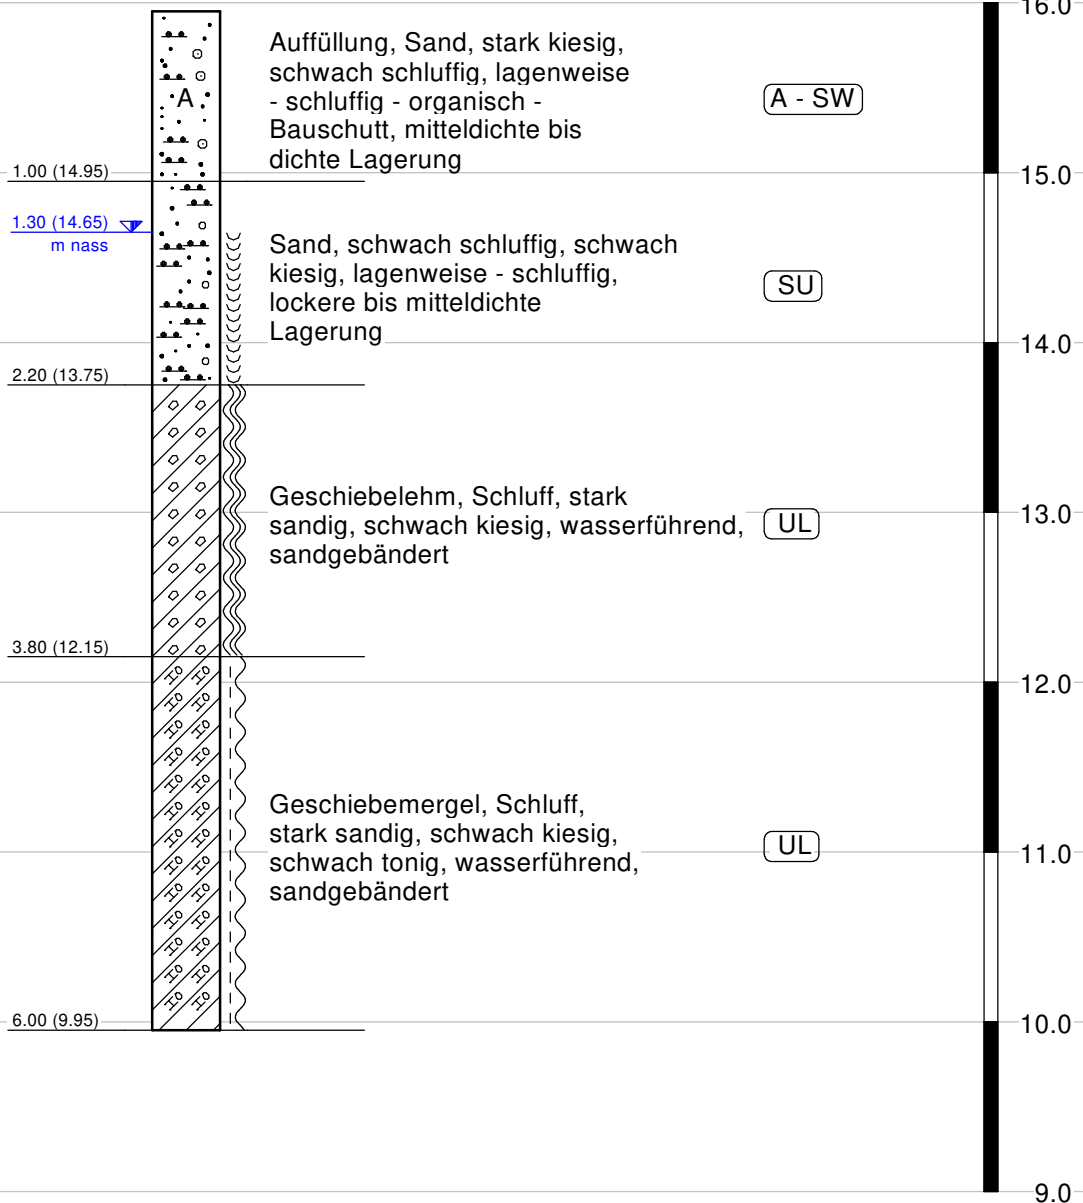 16.0
Auffüllung, Sand, stark kiesig,
schwach schluffig, lagenweise
- schluffig - organisch -
Bauschutt, mitteldichte bis
dichte Lagerung
A - SW
A
1.00 (14.95)
15.0
1.30 (14.65)
m nass
Sand, schwach schluffig, schwach
kiesig, lagenweise - schluffig,
lockere bis mitteldichte
Lagerung
SU
14.0
2.20 (13.75)
Geschiebelehm, Schluff, stark
sandig, schwach kiesig, wasserführend,
sandgebändert
UL
13.0
3.80 (12.15)
12.0
Geschiebemergel, Schluff,
stark sandig, schwach kiesig,
schwach tonig, wasserführend,
sandgebändert
UL
11.0
6.00 (9.95)
10.0
9.0